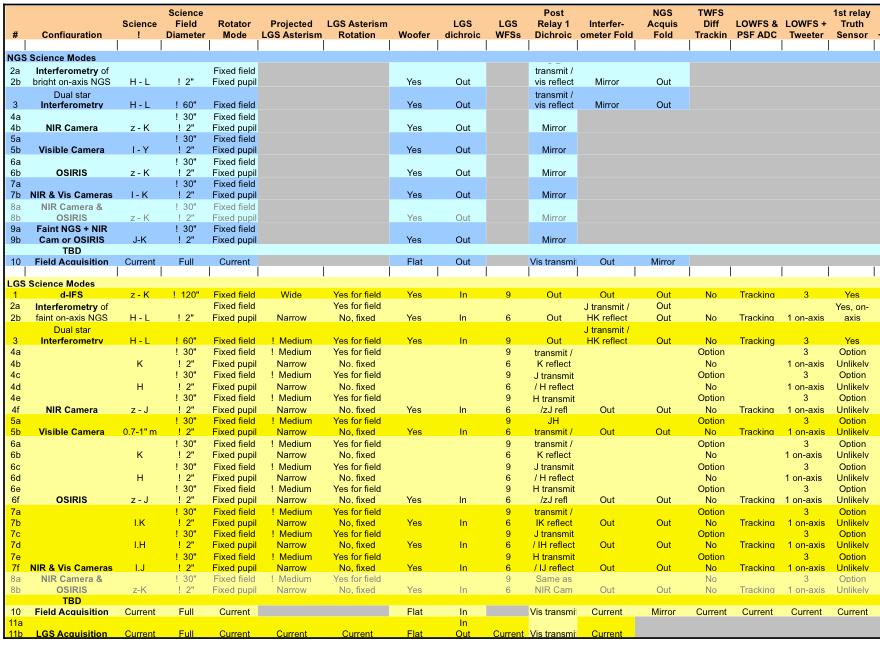 # Configuration Science ! Science Field Diameter Rotator Mode Projected LGS Asterism LGS Asterism Rotation Woofer LGS dichroic LGS WFSs Post Relay 1 Dichroic Interfer-ometer Fold NGS Acquis Fold TWFS Diff Trackin LOWFS & PSF ADC LOWFS + Tweeter 1st relay Truth Sensor
NGS Science Modes
2a Interferometry of Fixed field transmit /
2b bright on-axis NGS H - L ! 2" Fixed pupil Yes Out vis reflect Mirror Out
Dual star transmit /
3 Interferometry H - L ! 60" Fixed field Yes Out vis reflect Mirror Out
4a ! 30" Fixed field
4b NIR Camera z - K ! 2" Fixed pupil Yes Out Mirror
5a ! 30" Fixed field
5b Visible Camera I - Y ! 2" Fixed pupil Yes Out Mirror
6a ! 30" Fixed field
6b OSIRIS z - K ! 2" Fixed pupil Yes Out Mirror
7a ! 30" Fixed field
7b NIR & Vis Cameras I - K ! 2" Fixed pupil Yes Out Mirror
8a NIR Camera & ! 30" Fixed field
8b OSIRIS z - K ! 2" Fixed pupil Yes Out Mirror
9a Faint NGS + NIR ! 30" Fixed field
9b Cam or OSIRIS J-K ! 2" Fixed pupil Yes Out Mirror
TBD
10 Field Acquisition Current Full Current Flat Out Vis transmi Out Mirror
LGS Science Modes
1 d-IFS z - K ! 120" Fixed field Wide Yes for field Yes In 9 Out Out Out No Tracking 3 Yes
2a Interferometry of Fixed field Yes for field J transmit / Out Yes, on-
2b faint on-axis NGS H - L ! 2" Fixed pupil Narrow No, fixed Yes In 6 Out HK reflect Out No Tracking 1 on-axis axis
Dual star J transmit /
3 Interferometry H - L ! 60" Fixed field ! Medium Yes for field Yes In 9 Out HK reflect Out No Tracking 3 Yes
4a ! 30" Fixed field ! Medium Yes for field 9 transmit / Option 3 Option
4b K ! 2" Fixed pupil Narrow No, fixed 6 K reflect No 1 on-axis Unlikely
4c ! 30" Fixed field ! Medium Yes for field 9 J transmit Option 3 Option
4d H ! 2" Fixed pupil Narrow No, fixed 6 / H reflect No 1 on-axis Unlikely
4e ! 30" Fixed field ! Medium Yes for field 9 H transmit Option 3 Option
4f NIR Camera z - J ! 2" Fixed pupil Narrow No, fixed Yes In 6 /zJ refl Out Out No Tracking 1 on-axis Unlikely
5a ! 30" Fixed field ! Medium Yes for field 9 JH Option 3 Option
5b Visible Camera 0.7-1" m ! 2" Fixed pupil Narrow No, fixed Yes In 6 transmit / Out Out No Tracking 1 on-axis Unlikely
6a ! 30" Fixed field ! Medium Yes for field 9 transmit / Option 3 Option
6b K ! 2" Fixed pupil Narrow No, fixed 6 K reflect No 1 on-axis Unlikely
6c ! 30" Fixed field ! Medium Yes for field 9 J transmit Option 3 Option
6d H ! 2" Fixed pupil Narrow No, fixed 6 / H reflect No 1 on-axis Unlikely
6e ! 30" Fixed field ! Medium Yes for field 9 H transmit Option 3 Option
6f OSIRIS z - J ! 2" Fixed pupil Narrow No, fixed Yes In 6 /zJ refl Out Out No Tracking 1 on-axis Unlikely
7a ! 30" Fixed field ! Medium Yes for field 9 transmit / Option 3 Option
7b I.K ! 2" Fixed pupil Narrow No, fixed Yes In 6 IK reflect Out Out No Tracking 1 on-axis Unlikely
7c ! 30" Fixed field ! Medium Yes for field 9 J transmit Option 3 Option
7d I.H ! 2" Fixed pupil Narrow No, fixed Yes In 6 / IH reflect Out Out No Tracking 1 on-axis Unlikely
7e ! 30" Fixed field ! Medium Yes for field 9 H transmit Option 3 Option
7f NIR & Vis Cameras I.J ! 2" Fixed pupil Narrow No, fixed Yes In 6 / IJ reflect Out Out No Tracking 1 on-axis Unlikely
8a NIR Camera & ! 30" Fixed field ! Medium Yes for field 9 Same as No 3 Option
8b OSIRIS z-K ! 2" Fixed pupil Narrow No, fixed Yes In 6 NIR Cam Out Out No Tracking 1 on-axis Unlikely
TBD
10 Field Acquisition Current Full Current Flat In Vis transmi Current Mirror Current Current Current Current
11a In
11b LGS Acquisition Current Full Current Current Current Flat Out Current Vis transmi Current